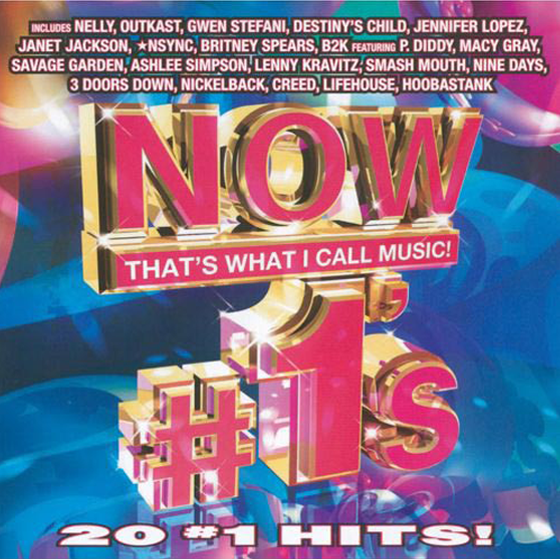 INCLUDES NELLY, OUTKAST, GWEN STEFANI, DESTINY'S CHILD, JENNIFER LOPEZ,
JANET JACKSON, ★NSYNC, BRITNEY SPEARS, B2K FEATURING P. DIDDY, MACY GRAY,
SAVAGE GARDEN, ASHLEE SIMPSON, LENNY KRAVITZ, SMASH MOUTH, NINE DAYS,
3 DOORS DOWN, NICKELBACK, CREED, LIFEHOUSE, HOOBASTANK
NOW
THAT'S WHAT I CALL MUSIC!
#1's
20 #1 HITS!